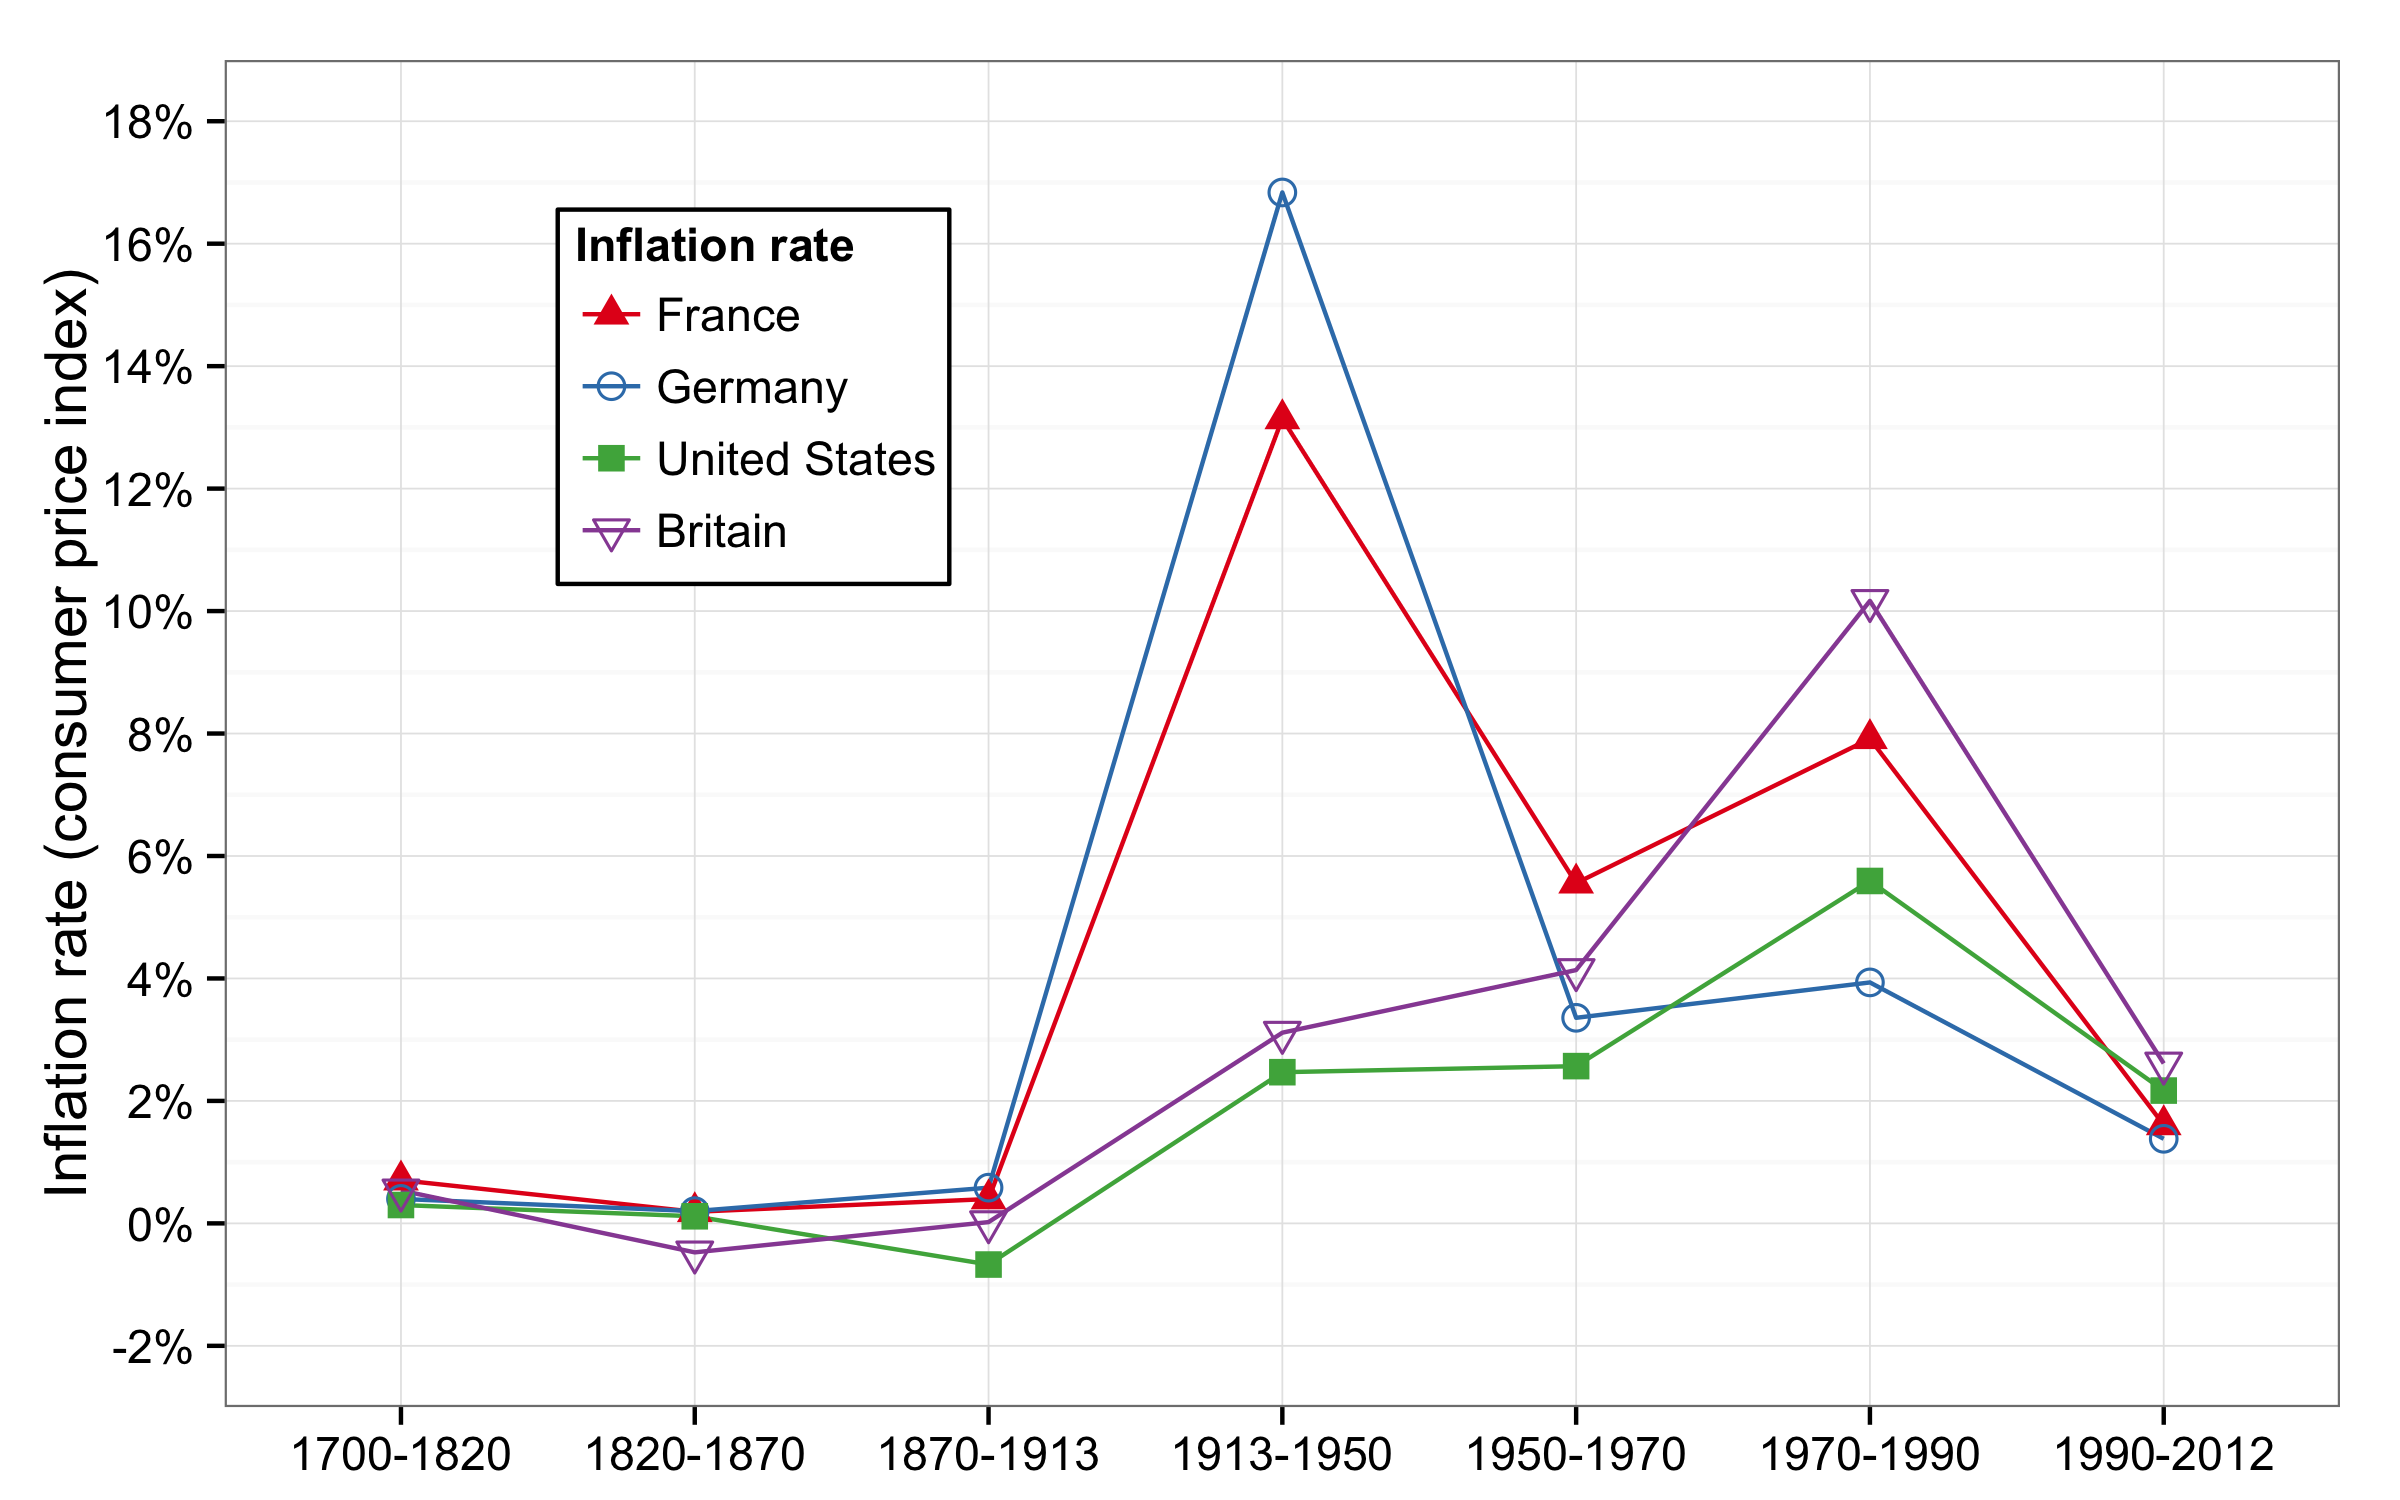 Inflation rate (consumer price index)
18%
16%
14%
12%
10%
8%
6%
4%
2%
0%
-2%
Inflation rate
France
Germany
United States
Britain
1700-1820 1820-1870 1870-1913 1913-1950 1950-1970 1970-1990 1990-2012